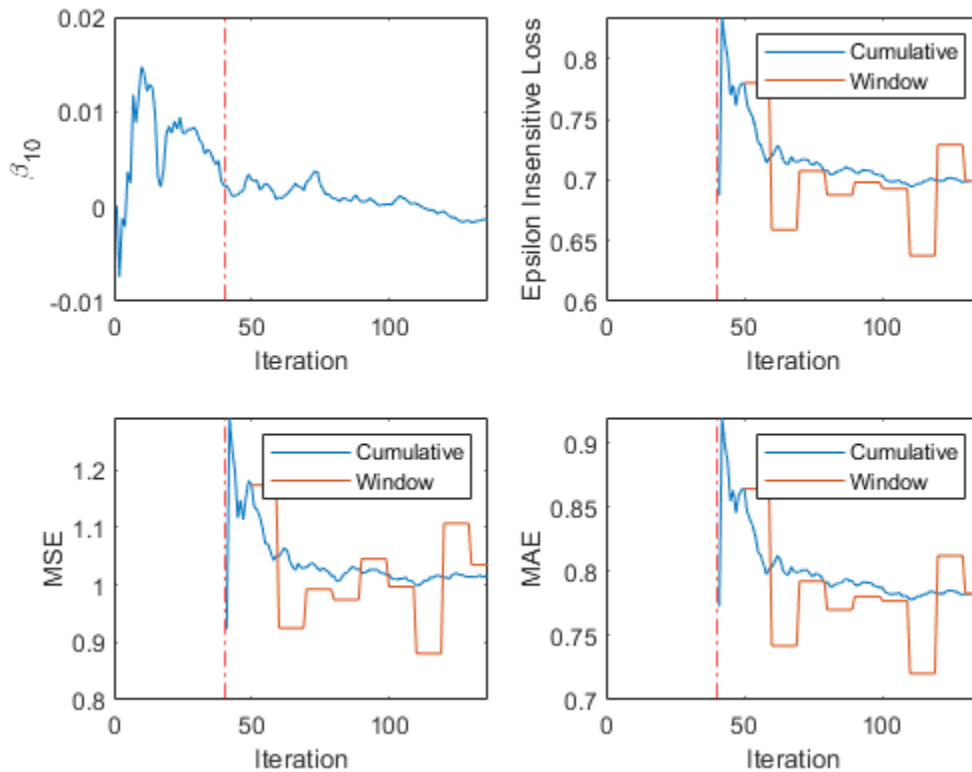 0.02
0.01
0
-0.01
β10
0
50
100
Iteration
0.8
0.75
0.7
0.65
0.6
Epsilon Insensitive Loss
Cumulative
Window
0
50
100
Iteration
1.2
1.1
1
0.9
0.8
MSE
Cumulative
Window
0
50
100
Iteration
0.9
0.85
0.8
0.75
0.7
MAE
Cumulative
Window
0
50
100
Iteration